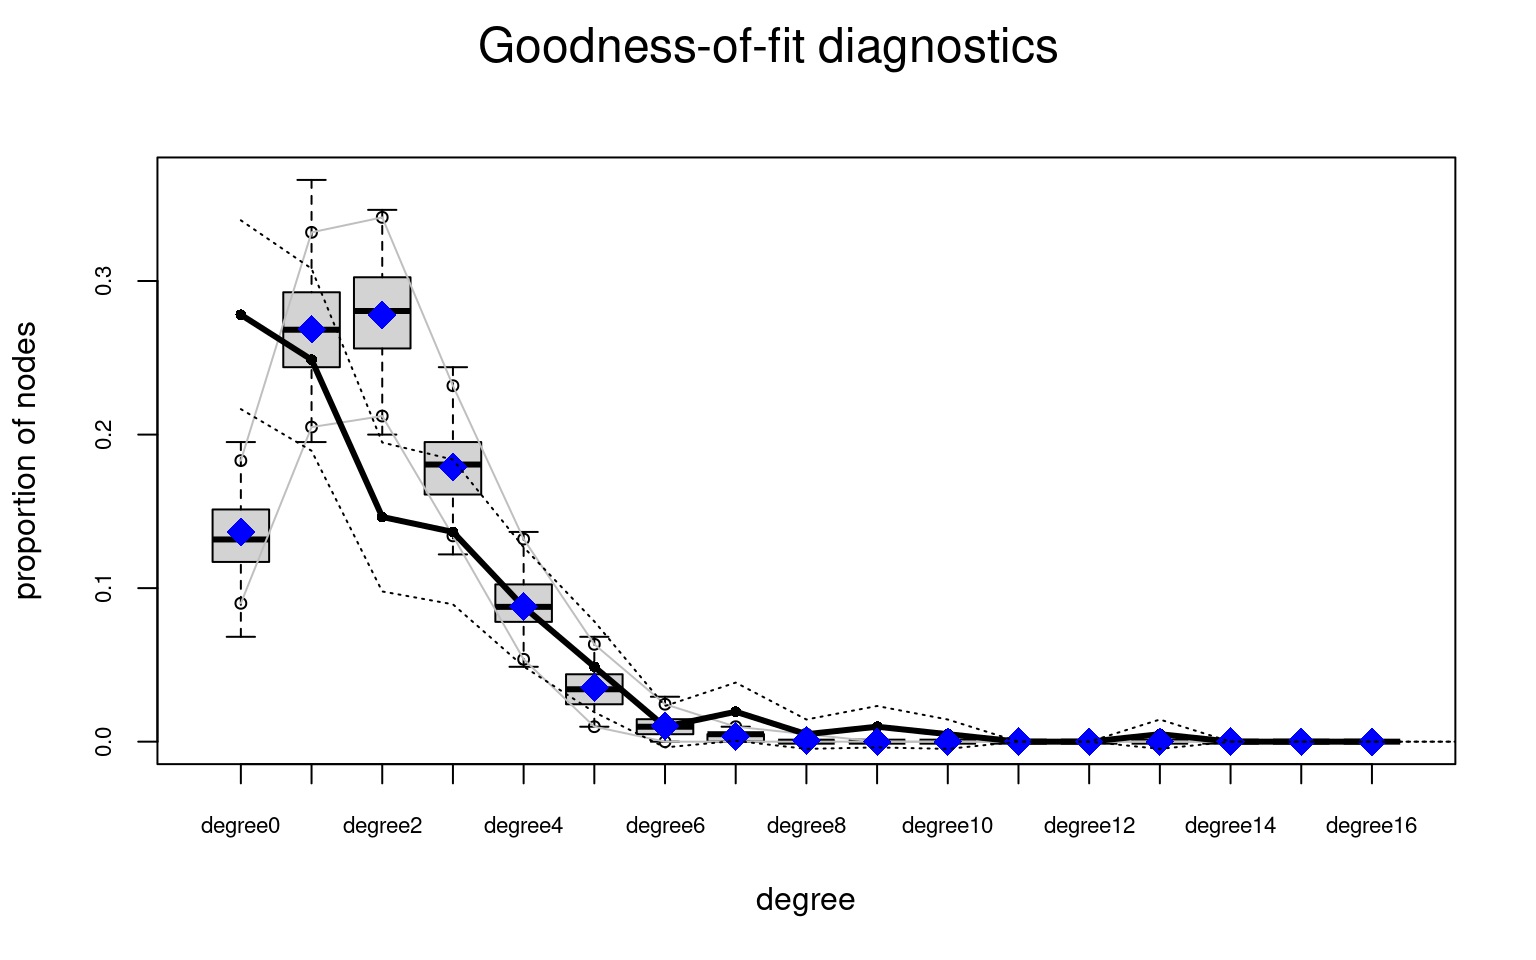 Goodness-of-fit diagnostics
proportion of nodes
0.3
0.2
0.1
0.0
degree0 degree2 degree4 degree6 degree8 degree10 degree12 degree14 degree16
degree